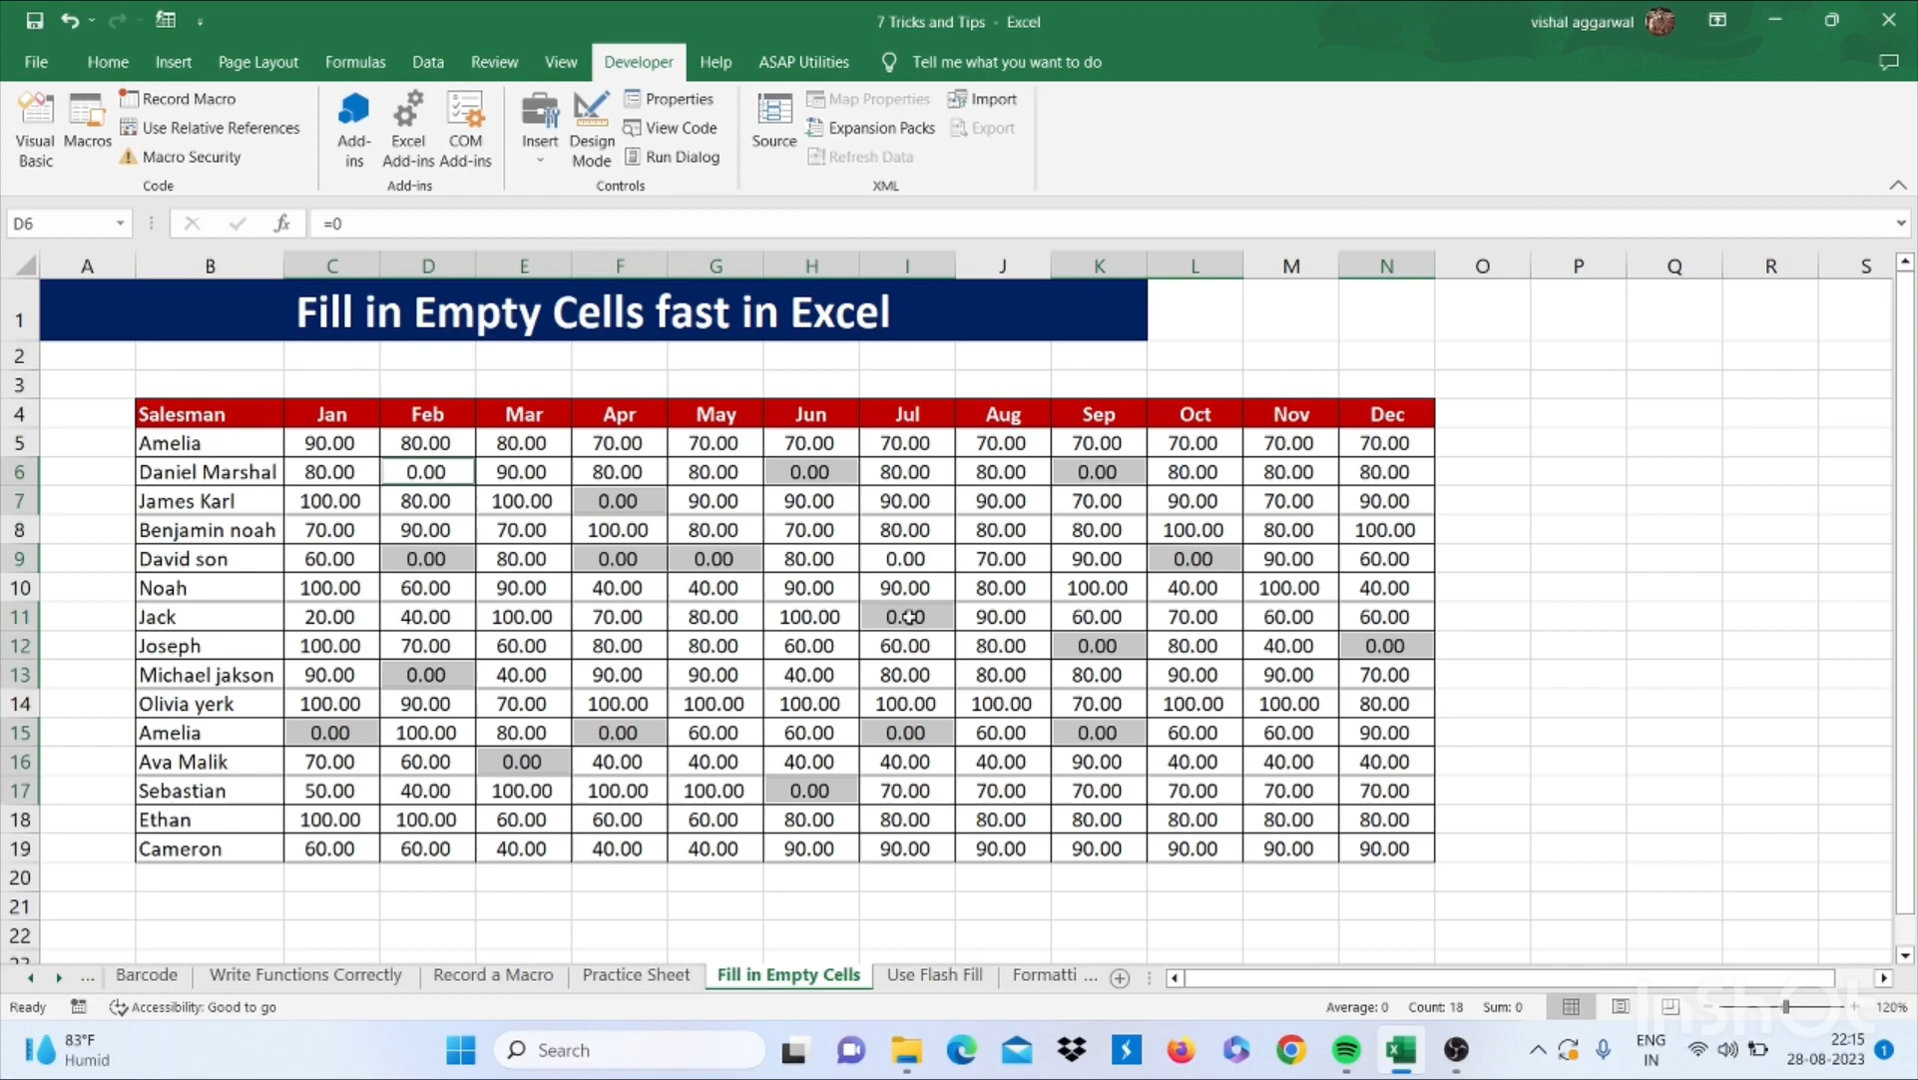 7 Tricks and Tips - Excel
vishal aggarwal
File Home Insert Page Layout Formulas Data Review View Developer Help ASAP Utilities Tell me what you want to do
Visual Basic
Macros
Record Macro
Use Relative References
Macro Security
Code
Add-ins
Excel Add-ins
COM Add-ins
Add-ins
Insert
Design Mode
Properties
View Code
Run Dialog
Controls
Source
Map Properties
Expansion Packs
Refresh Data
Import
Export
XML
D6 fx =0
A B C D E F G H I J K L M N O P Q R S
1 Fill in Empty Cells fast in Excel
2
3
4 Salesman Jan Feb Mar Apr May Jun Jul Aug Sep Oct Nov Dec
5 Amelia 90.00 80.00 80.00 70.00 70.00 70.00 70.00 70.00 70.00 70.00 70.00 70.00
6 Daniel Marshal 80.00 0.00 90.00 80.00 80.00 0.00 80.00 80.00 0.00 80.00 80.00 80.00
7 James Karl 100.00 80.00 100.00 0.00 90.00 90.00 90.00 90.00 70.00 90.00 70.00 90.00
8 Benjamin noah 70.00 90.00 70.00 100.00 80.00 70.00 80.00 80.00 80.00 100.00 80.00 100.00
9 David son 60.00 0.00 80.00 0.00 0.00 80.00 0.00 70.00 90.00 0.00 90.00 60.00
10 Noah 100.00 60.00 90.00 40.00 40.00 90.00 90.00 80.00 100.00 40.00 100.00 40.00
11 Jack 20.00 40.00 100.00 70.00 80.00 100.00 0.00 90.00 60.00 70.00 60.00 60.00
12 Joseph 100.00 70.00 60.00 80.00 80.00 60.00 60.00 80.00 0.00 80.00 40.00 0.00
13 Michael jakson 90.00 0.00 40.00 90.00 90.00 40.00 80.00 80.00 80.00 90.00 90.00 70.00
14 Olivia yerk 100.00 90.00 70.00 100.00 100.00 100.00 100.00 100.00 70.00 100.00 100.00 80.00
15 Amelia 0.00 100.00 80.00 0.00 60.00 60.00 0.00 60.00 0.00 60.00 60.00 90.00
16 Ava Malik 70.00 60.00 0.00 40.00 40.00 40.00 40.00 40.00 90.00 40.00 40.00 40.00
17 Sebastian 50.00 40.00 100.00 100.00 100.00 0.00 70.00 70.00 70.00 70.00 70.00 70.00
18 Ethan 100.00 100.00 60.00 60.00 60.00 80.00 80.00 80.00 80.00 80.00 80.00 80.00
19 Cameron 60.00 60.00 40.00 40.00 40.00 90.00 90.00 90.00 90.00 90.00 90.00 90.00
20
21
22
... Barcode Write Functions Correctly Record a Macro Practice Sheet Fill in Empty Cells Use Flash Fill Formatti ...
Ready Accessibility: Good to go Average: 0 Count: 18 Sum: 0 120%
InShOt
83°F
Humid
Search
ENG
IN
22:15
28-08-2023
1